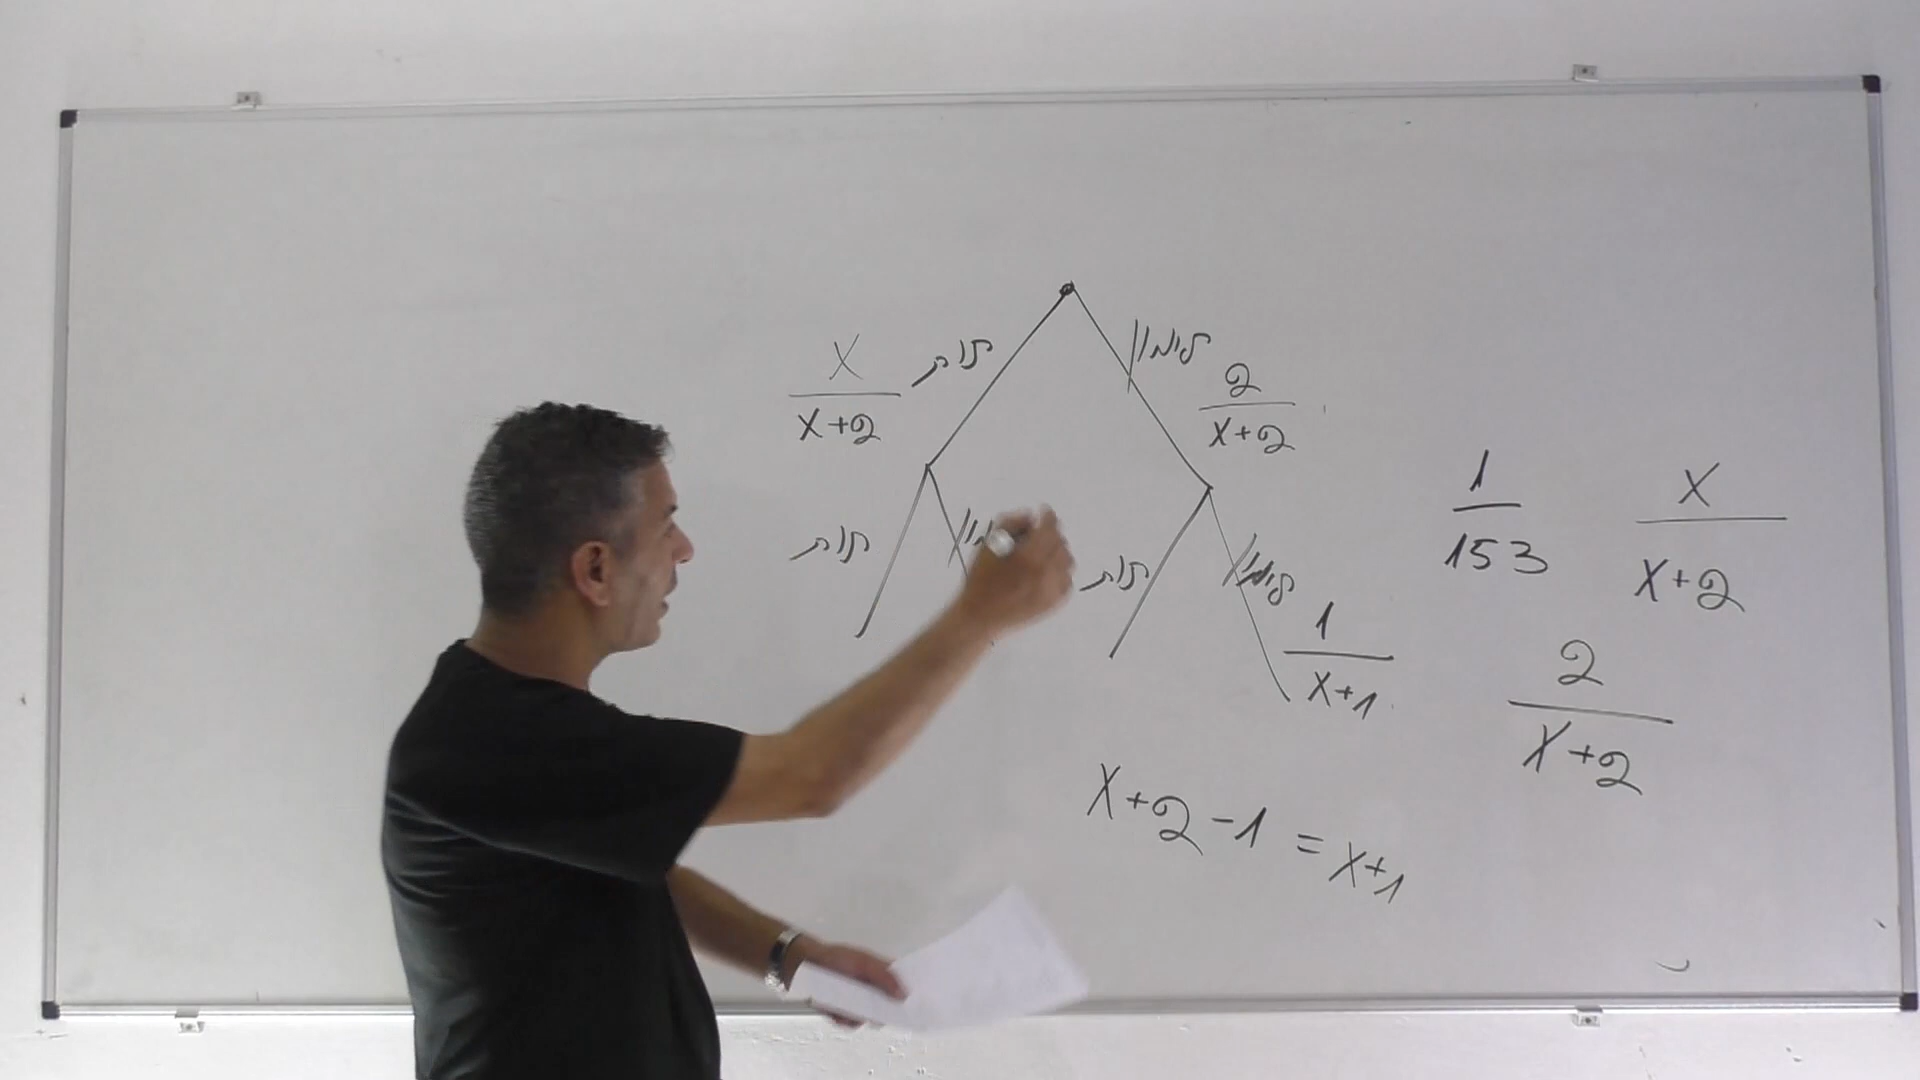 תות
לימון
X/(X+2)
2/(X+2)
תות
תות
לימון
1/(X+1)
1/153
X/(X+2)
2/(X+2)
X+2-1=X+1